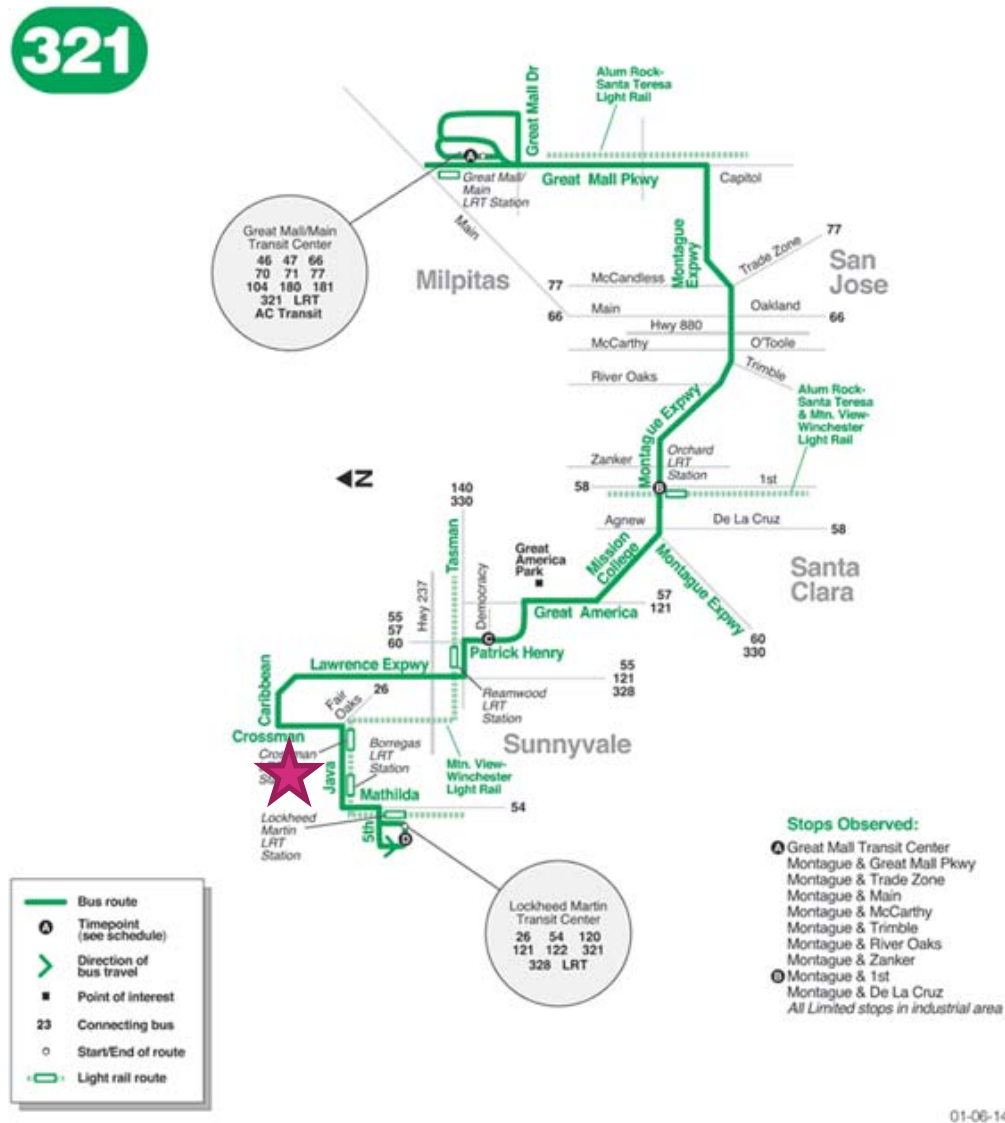 321
Great Mall Dr
Alum Rock-
Santa Teresa
Light Rail
A
Great Mall/
Main
LRT Station
Great Mall Pkwy
Capitol
Great Mall/Main
Transit Center
46 47 66
70 71 77
104 180 181
321 LRT
AC Transit
Main
Milpitas
Montague
Expwy
Trade Zone
77
San
Jose
77
McCandless
66
Main
Oakland
66
Hwy 880
McCarthy
O'Toole
River Oaks
Trimble
Alum Rock-
Santa Teresa
& Mtn. View-
Winchester
Light Rail
Montague Expwy
Zanker
Orchard
LRT
Station
58
B
1st
N
140
330
Agnew
De La Cruz
58
Tasman
Great
America
Park
Mission
College
Montague Expwy
Santa
Clara
Hwy 237
Democracy
57
121
55
57
60
Great America
60
330
C
Patrick Henry
Lawrence Expwy
55
121
328
Caribbean
Fair
Oaks
26
Reamwood
LRT
Station
Crossman
Crossman
Borregas
LRT
Station
Sunnyvale
Java
Mtn. View-
Winchester
Light Rail
Mathilda
54
Lockheed
Martin
LRT
Station
5th
D
Lockheed Martin
Transit Center
26 54 120
121 122 321
328 LRT
Bus route
A Timepoint
(see schedule)
Direction of
bus travel
Point of interest
23 Connecting bus
Start/End of route
Light rail route
Stops Observed:
A Great Mall Transit Center
Montague & Great Mall Pkwy
Montague & Trade Zone
Montague & Main
Montague & McCarthy
Montague & Trimble
Montague & River Oaks
Montague & Zanker
B Montague & 1st
Montague & De La Cruz
All Limited stops in industrial area
01-06-14